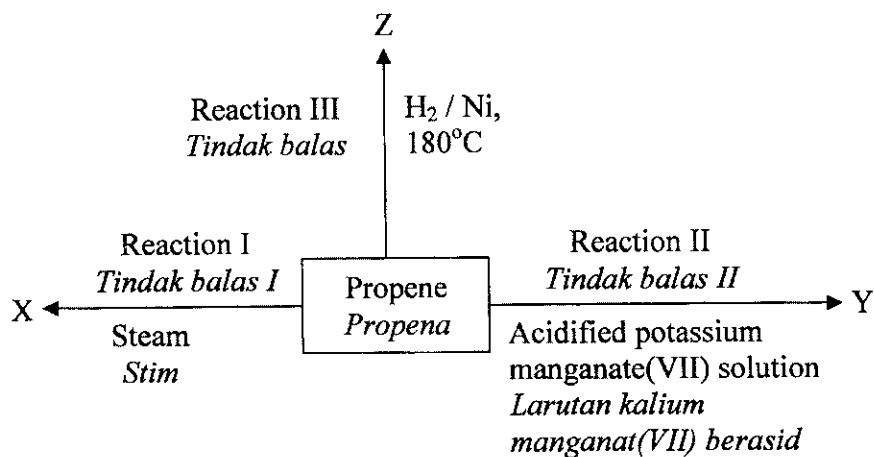 Z
Reaction III
Tindak balas
H₂ / Ni,
180°C
Reaction I
Tindak balas I
X
Steam
Stim
Propene
Propena
Reaction II
Tindak balas II
Y
Acidified potassium
manganate(VII) solution
Larutan kalium
manganat(VII) berasid